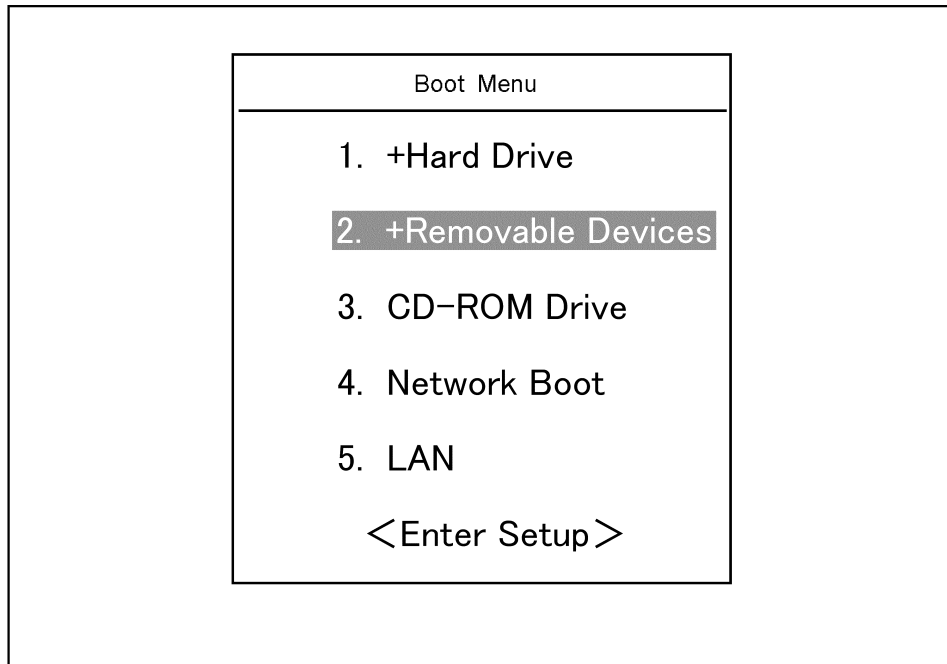 Boot Menu
1. +Hard Drive
2. +Removable Devices
3. CD-ROM Drive
4. Network Boot
5. LAN
<Enter Setup>